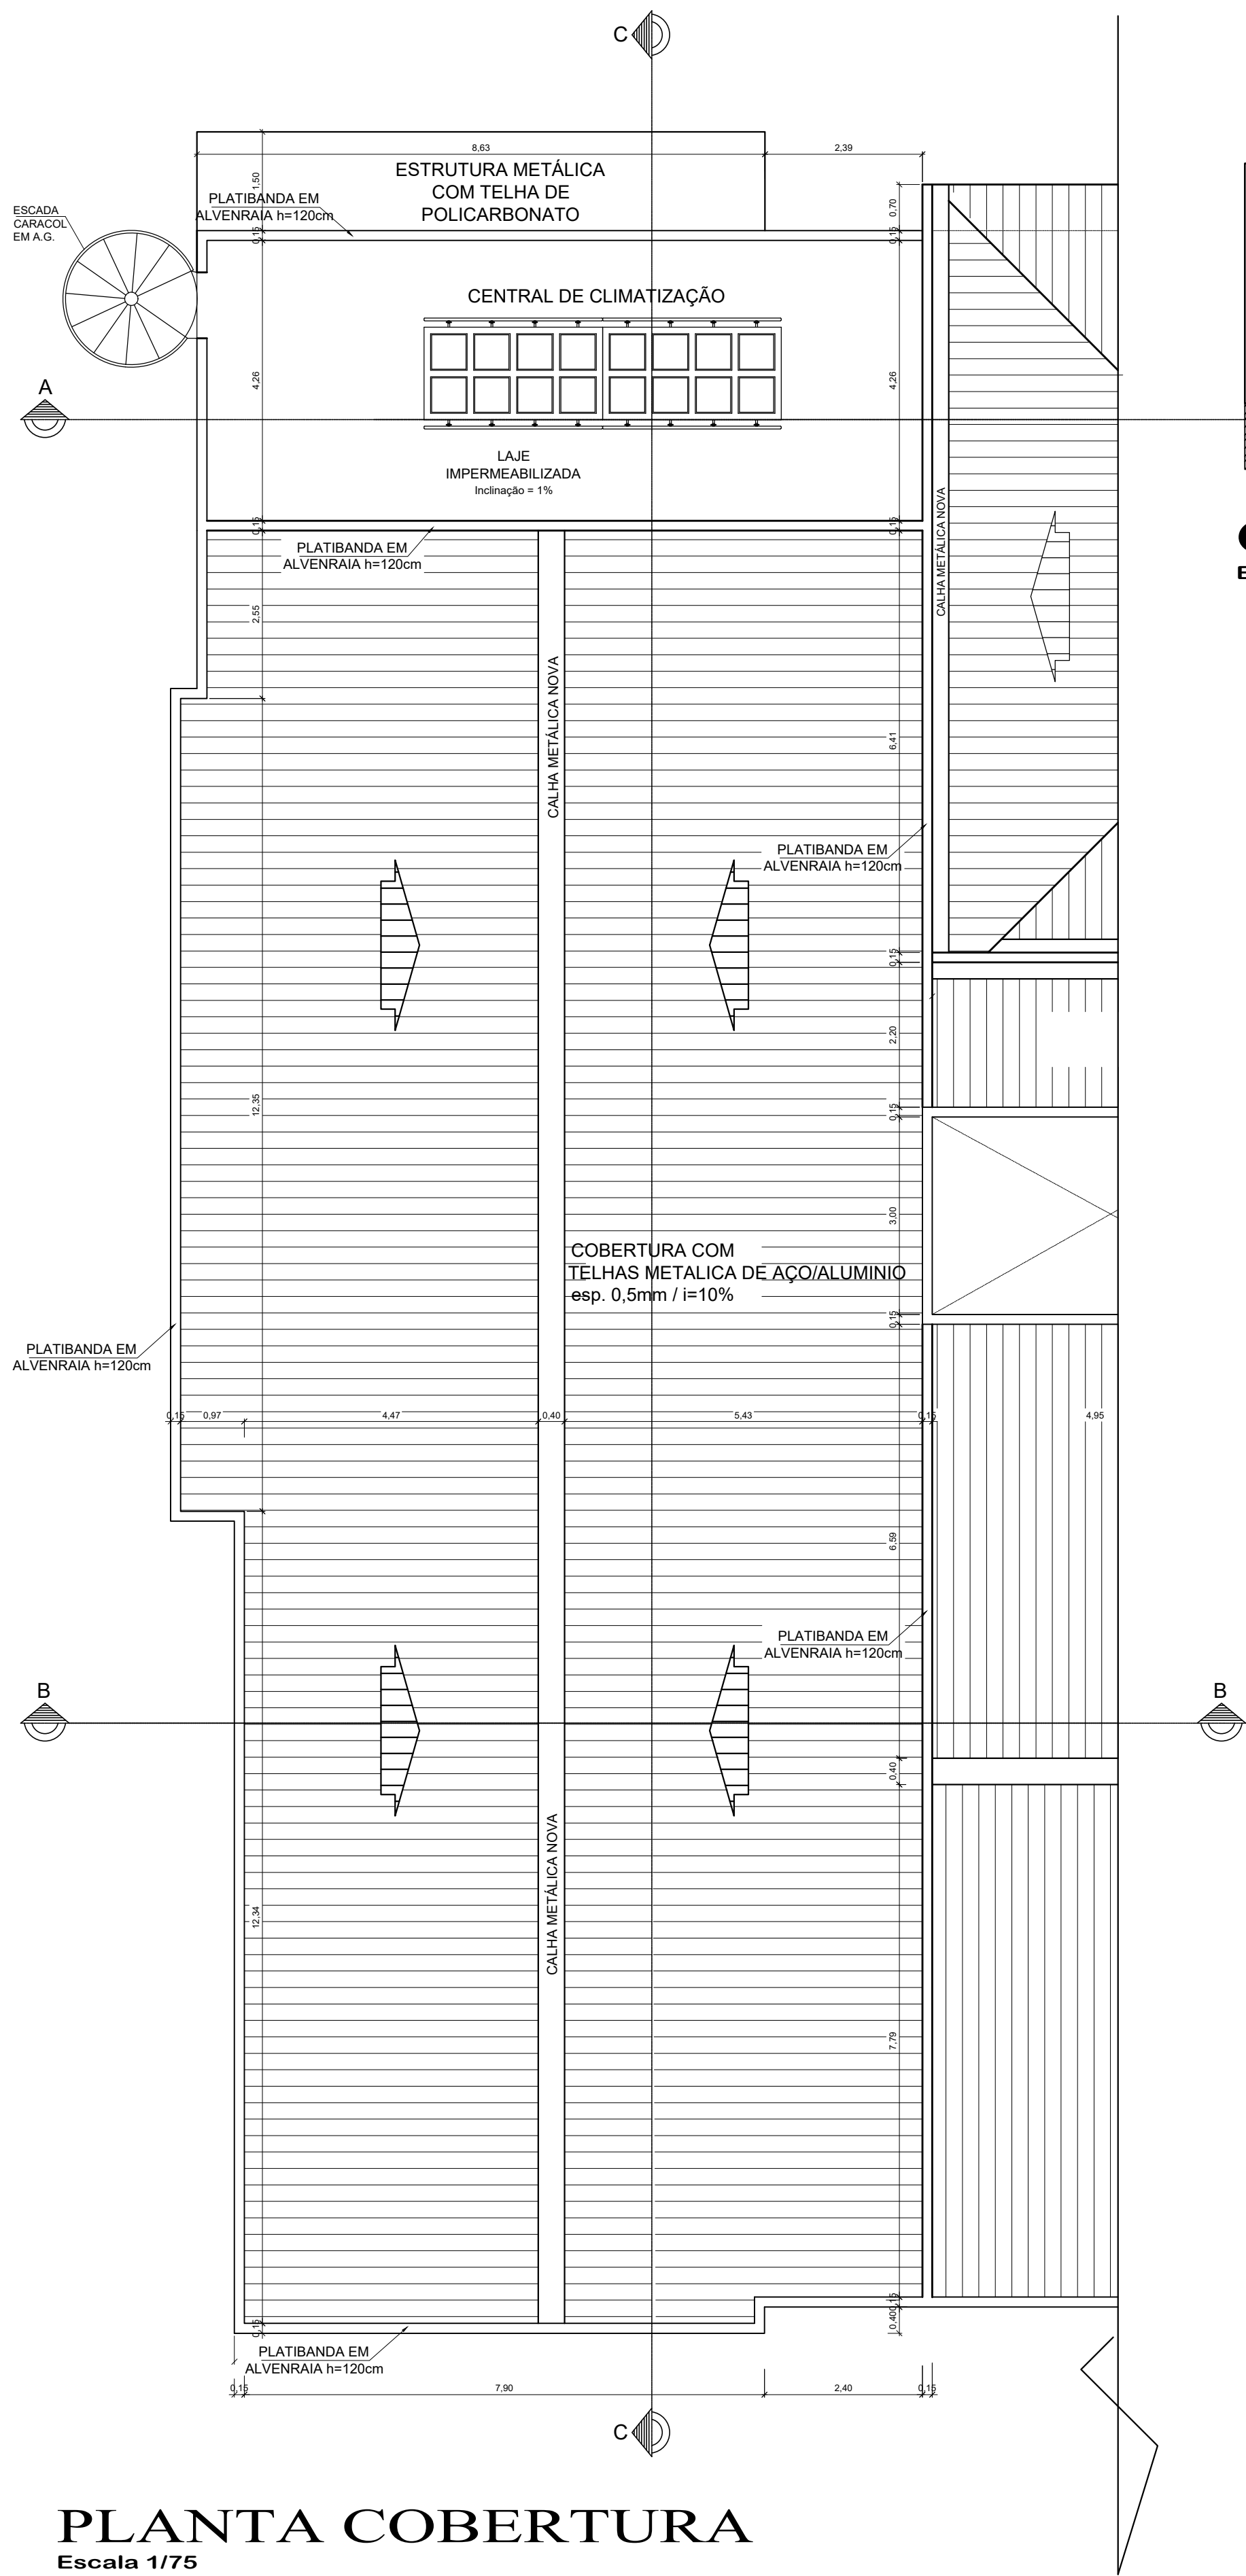 C
8,63
2,39
ESTRUTURA METÁLICA
COM TELHA DE
POLICARBONATO
1,50
PLATIBANDA EM
ALVENRAIA h=120cm
0,15
0,70
0,15
ESCADA
CARACOL
EM A.G.
CENTRAL DE CLIMATIZAÇÃO
4,26
4,26
A
LAJE
IMPERMEABILIZADA
Inclinação = 1%
CALHA METÁLICA NOVA
0,15
0,15
PLATIBANDA EM
ALVENRAIA h=120cm
E
2,55
CALHA METÁLICA NOVA
6,41
PLATIBANDA EM
ALVENRAIA h=120cm
0,15
2,20
12,35
0,15
3,00
COBERTURA COM
TELHAS METALICA DE AÇO/ALUMINIO
esp. 0,5mm / i=10%
0,15
PLATIBANDA EM
ALVENRAIA h=120cm
0,15
0,97
4,47
0,40
5,43
0,15
4,95
6,59
PLATIBANDA EM
ALVENRAIA h=120cm
B
B
0,40
CALHA METÁLICA NOVA
12,34
7,79
0,15
0,15
0,40
PLATIBANDA EM
ALVENRAIA h=120cm
0,15
7,90
2,40
0,15
C
PLANTA COBERTURA
Escala 1/75